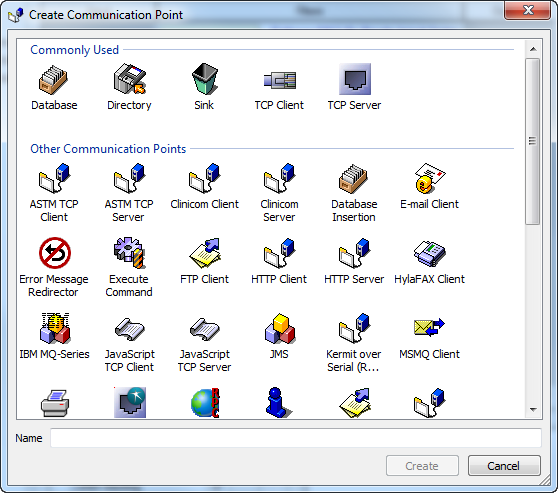 Create Communication Point
Commonly Used
Database
Directory
Sink
TCP Client
TCP Server
Other Communication Points
ASTM TCP
Client
ASTM TCP
Server
Clinicom Client
Clinicom
Server
Database
Insertion
E-mail Client
Error Message
Redirector
Execute
Command
FTP Client
HTTP Client
HTTP Server
HylaFAX Client
IBM MQ-Series
JavaScript
TCP Client
JavaScript
TCP Server
JMS
Kermit over
Serial (R...
MSMQ Client
Name
Create
Cancel